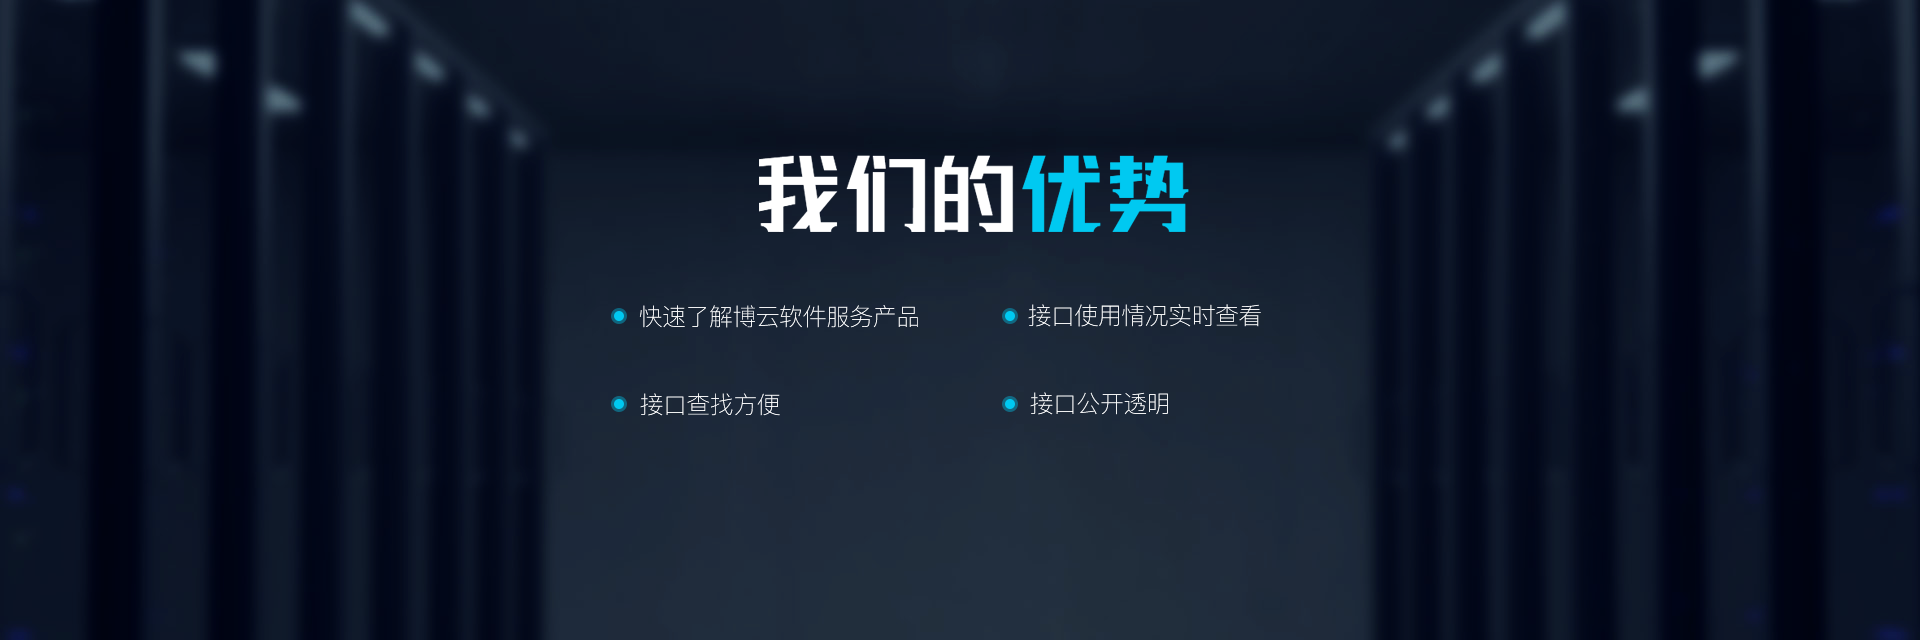 我们的优势
快速了解博云软件服务产品
接口使用情况实时查看
接口查找方便
接口公开透明